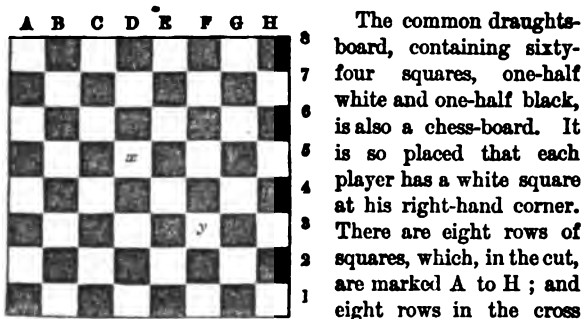 A B C D E F G H
8
7
6
5
4
3
2
1
x
y
The common draughts-
board, containing sixty-
four squares, one-half
white and one-half black,
is also a chess-board. It
is so placed that each
player has a white square
at his right-hand corner.
There are eight rows of
squares, which, in the cut,
are marked A to H ; and
eight rows in the cross